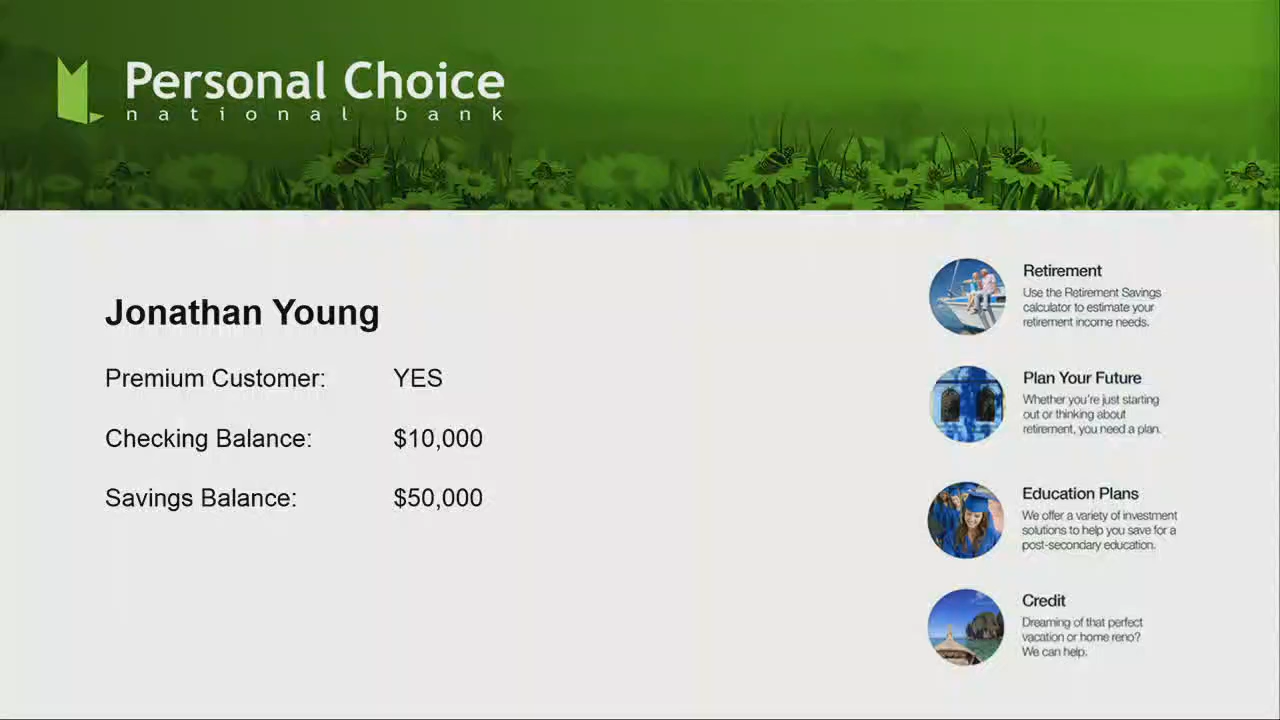 Personal Choice
national bank
Jonathan Young
Premium Customer: YES
Checking Balance: $10,000
Savings Balance: $50,000
Retirement
Use the Retirement Savings
calculator to estimate your
retirement income needs.
Plan Your Future
Whether you're just starting
out or thinking about
retirement, you need a plan.
Education Plans
We offer a variety of investment
solutions to help you save for a
post-secondary education.
Credit
Dreaming of that perfect
vacation or home reno?
We can help.